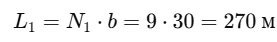 L₁ = N₁ · b = 9 · 30 = 270 м